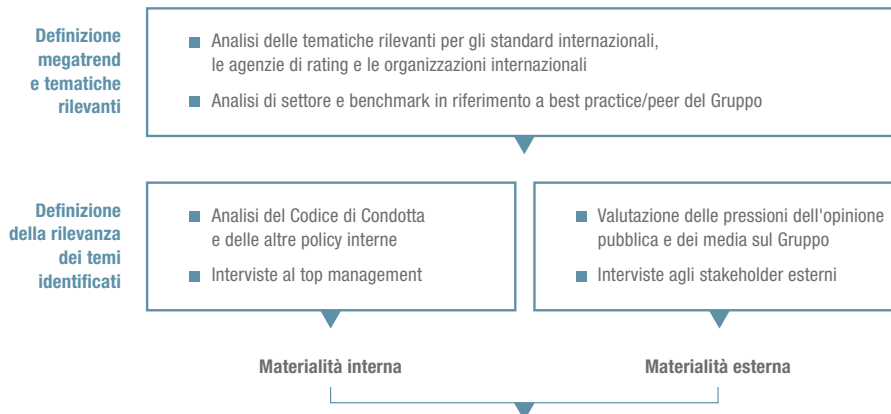 Definizione
megatrend
e tematiche
rilevanti
Analisi delle tematiche rilevanti per gli standard internazionali,
le agenzie di rating e le organizzazioni internazionali
Analisi di settore e benchmark in riferimento a best practice/peer del Gruppo
Definizione
della rilevanza
dei temi
identificati
Analisi del Codice di Condotta
e delle altre policy interne
Interviste al top management
Valutazione delle pressioni dell'opinione
pubblica e dei media sul Gruppo
Interviste agli stakeholder esterni
Materialità interna
Materialità esterna